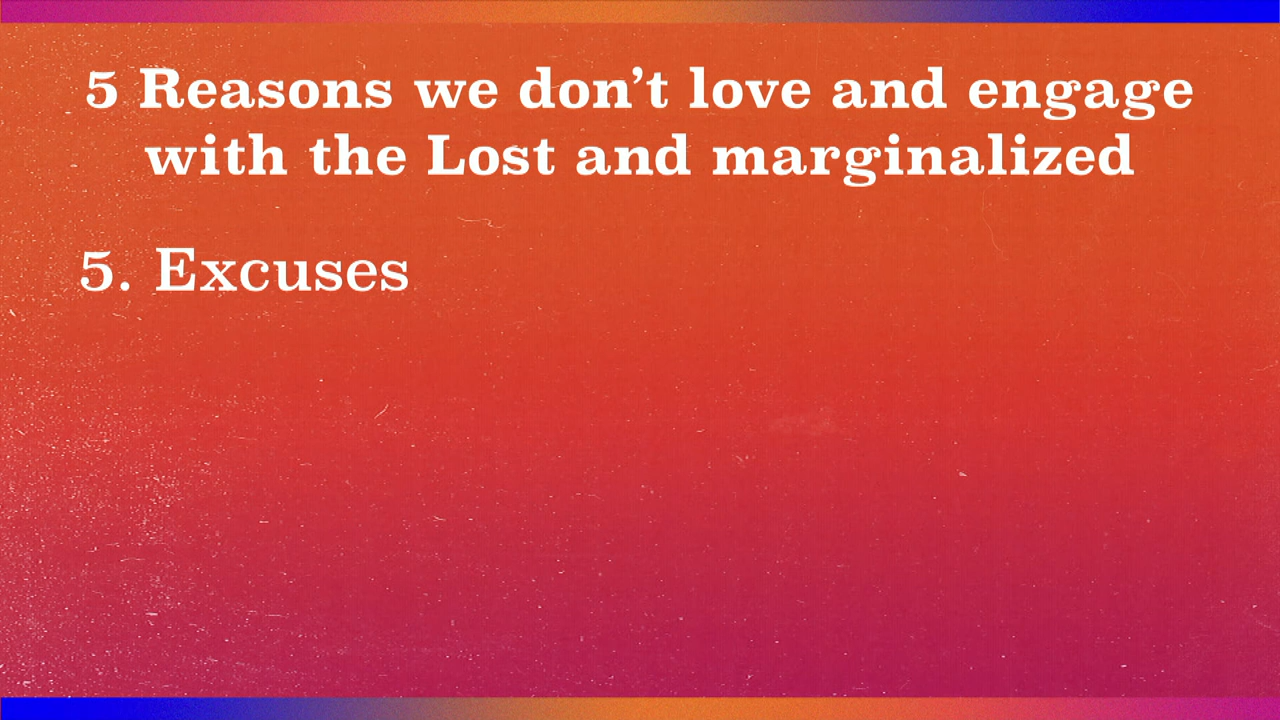 5 Reasons we don’t love and engage
with the Lost and marginalized
5. Excuses